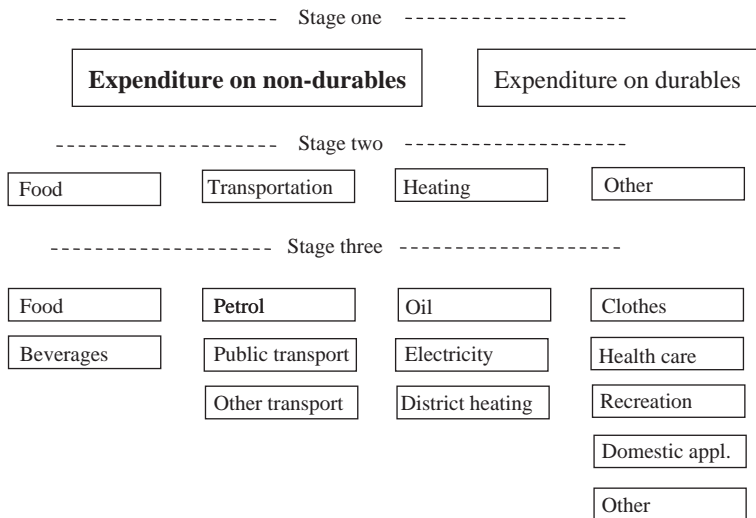 Stage one
Expenditure on non-durables Expenditure on durables
Stage two
Food Transportation Heating Other
Stage three
Food Petrol Oil Clothes
Beverages Public transport Electricity Health care
Other transport District heating Recreation
Domestic appl.
Other